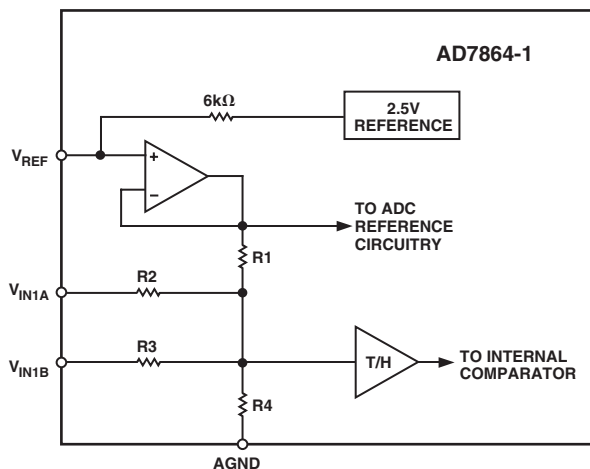 AD7864-1
6kΩ
2.5V
REFERENCE
VREF
+
−
TO ADC
REFERENCE
CIRCUITRY
R1
VIN1A
R2
VIN1B
R3
T/H
TO INTERNAL
COMPARATOR
R4
AGND